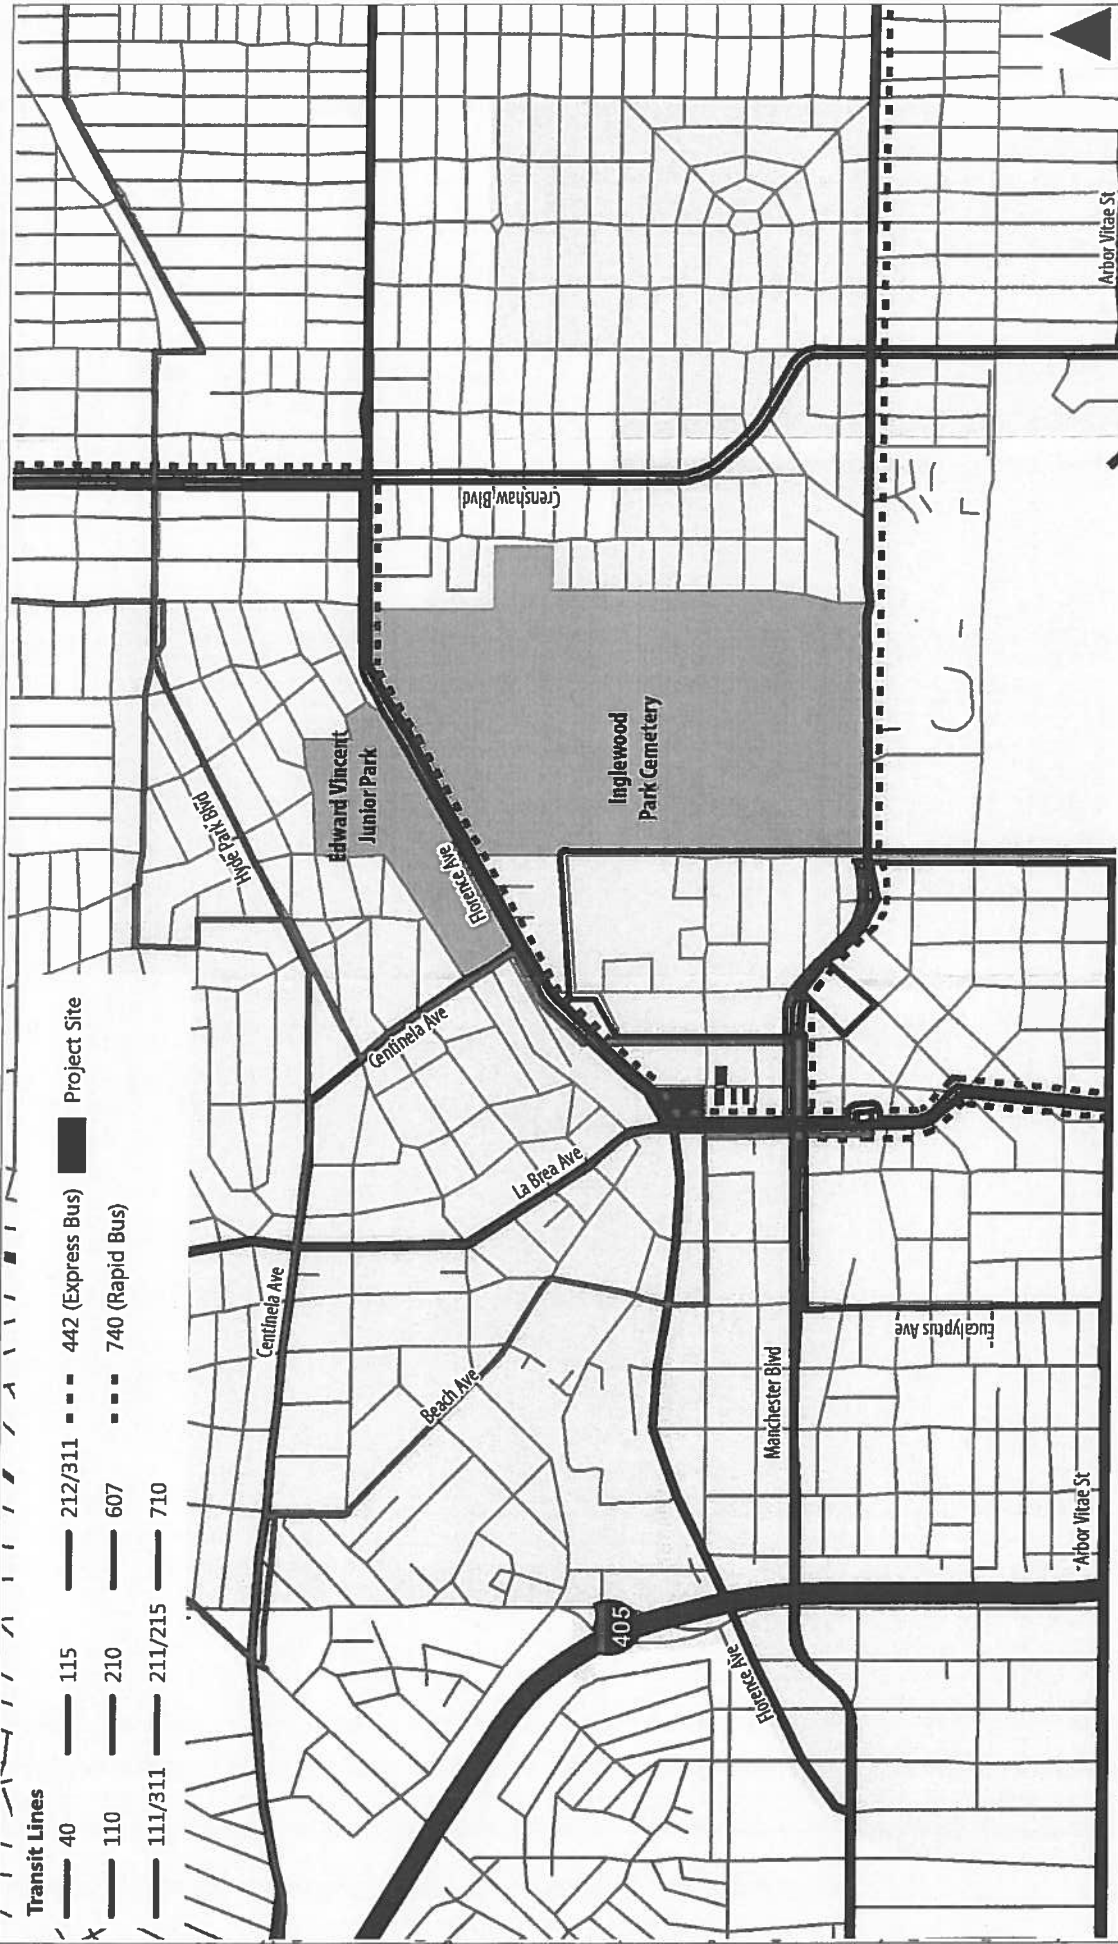 Transit Lines
40
115
212/311
442 (Express Bus)
Project Site
110
210
607
740 (Rapid Bus)
111/311
211/215
710
Hyde Park Blvd
Edward Vincent
Junior Park
Florence Ave
Inglewood
Park Cemetery
Crenshaw Blvd
Arbor Vitae St
Centinela Ave
La Brea Ave
Centinela Ave
Beach Ave
Manchester Blvd
Eucalyptus Ave
Arbor Vitae St
405
Florence Ave